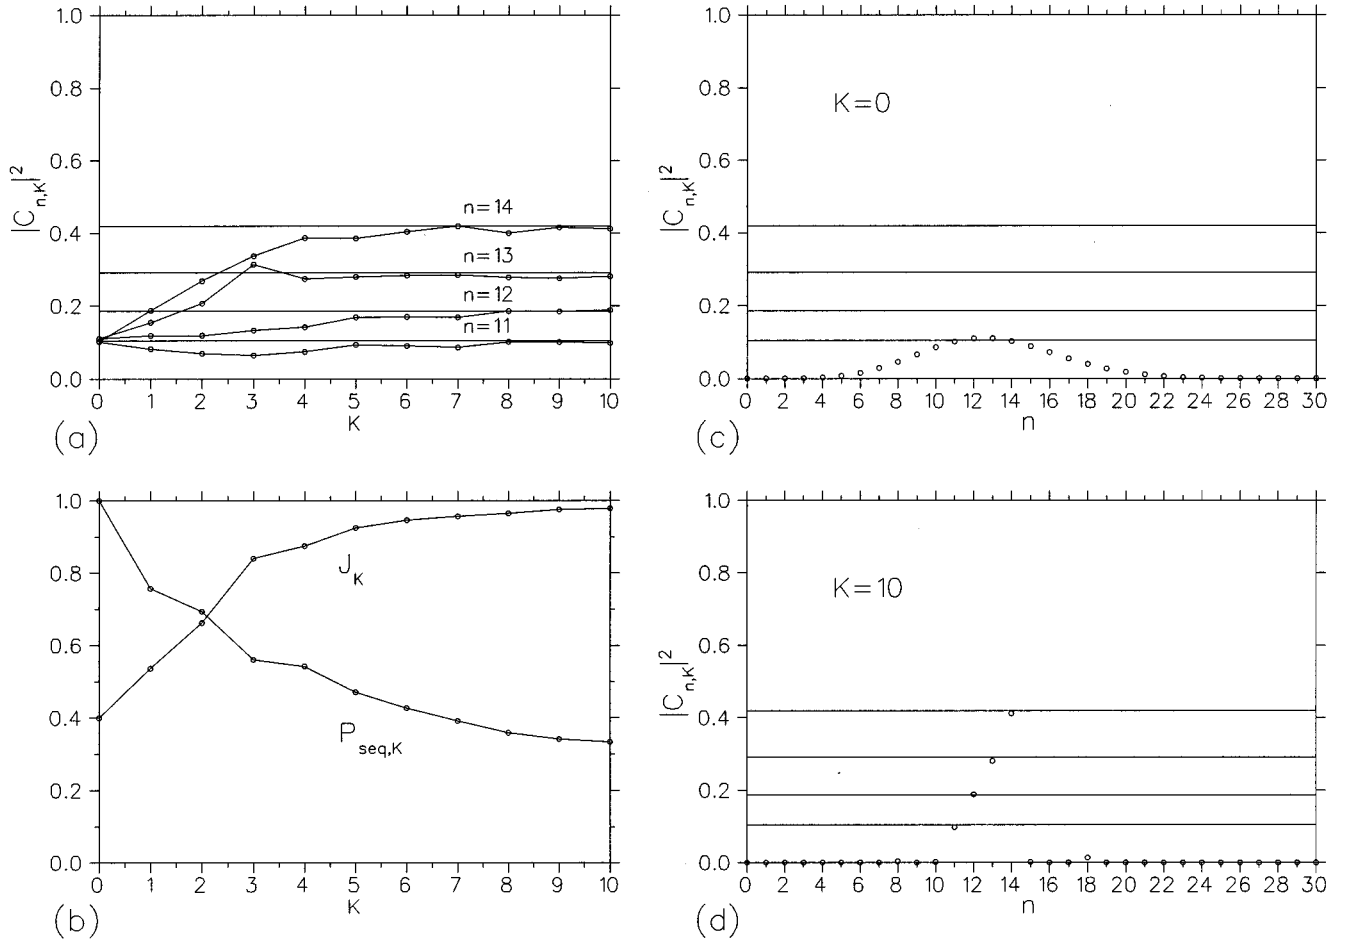 1.0
0.8
0.6
0.4
0.2
0.0
|C_{n,K}|^2
n=14
n=13
n=12
n=11
0 1 2 3 4 5 6 7 8 9 10
K
(a)
1.0
0.8
0.6
0.4
0.2
0.0
|C_{n,K}|^2
K=0
0 2 4 6 8 10 12 14 16 18 20 22 24 26 28 30
n
(c)
1.0
0.8
0.6
0.4
0.2
0.0
J_K
P_{seq,K}
0 1 2 3 4 5 6 7 8 9 10
K
(b)
1.0
0.8
0.6
0.4
0.2
0.0
|C_{n,K}|^2
K=10
0 2 4 6 8 10 12 14 16 18 20 22 24 26 28 30
n
(d)